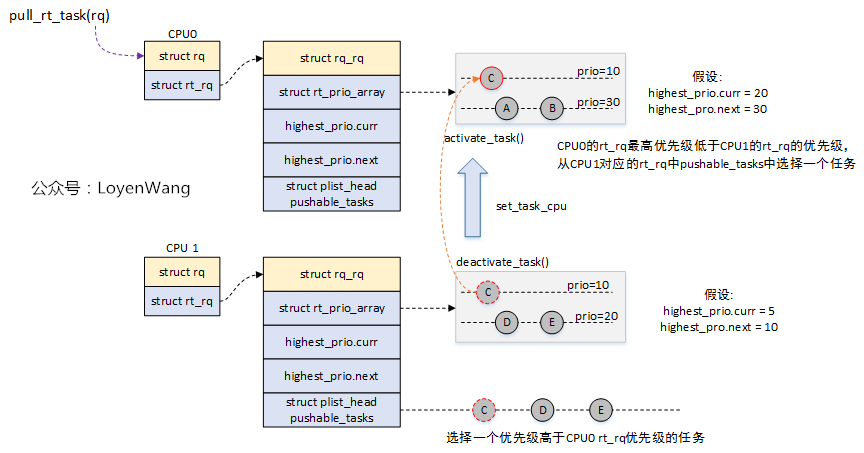 pull_rt_task(rq)
CPU0
struct rq
struct rt_rq
struct rq_rq
struct rt_prio_array
highest_prio.curr
highest_prio.next
struct plist_head
pushable_tasks
C
prio=10
A
B
prio=30
activate_task()
假设:
highest_prio.curr = 20
highest_pro.next = 30
CPU0的rt_rq最高优先级低于CPU1的rt_rq的优先级，
从CPU1对应的rt_rq中pushable_tasks中选择一个任务
公众号：LoyenWang
set_task_cpu
CPU 1
struct rq
struct rt_rq
struct rq_rq
struct rt_prio_array
highest_prio.curr
highest_prio.next
struct plist_head
pushable_tasks
deactivate_task()
C
prio=10
D
E
prio=20
假设:
highest_prio.curr = 5
highest_pro.next = 10
C
D
E
选择一个优先级高于CPU0 rt_rq优先级的任务